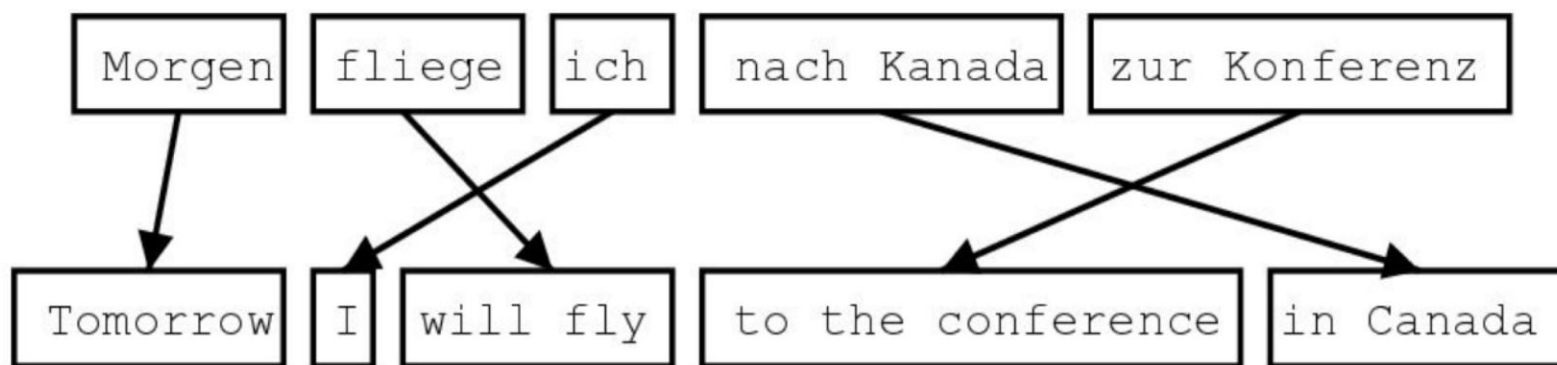 Morgen fliege ich nach Kanada zur Konferenz
Tomorrow I will fly to the conference in Canada